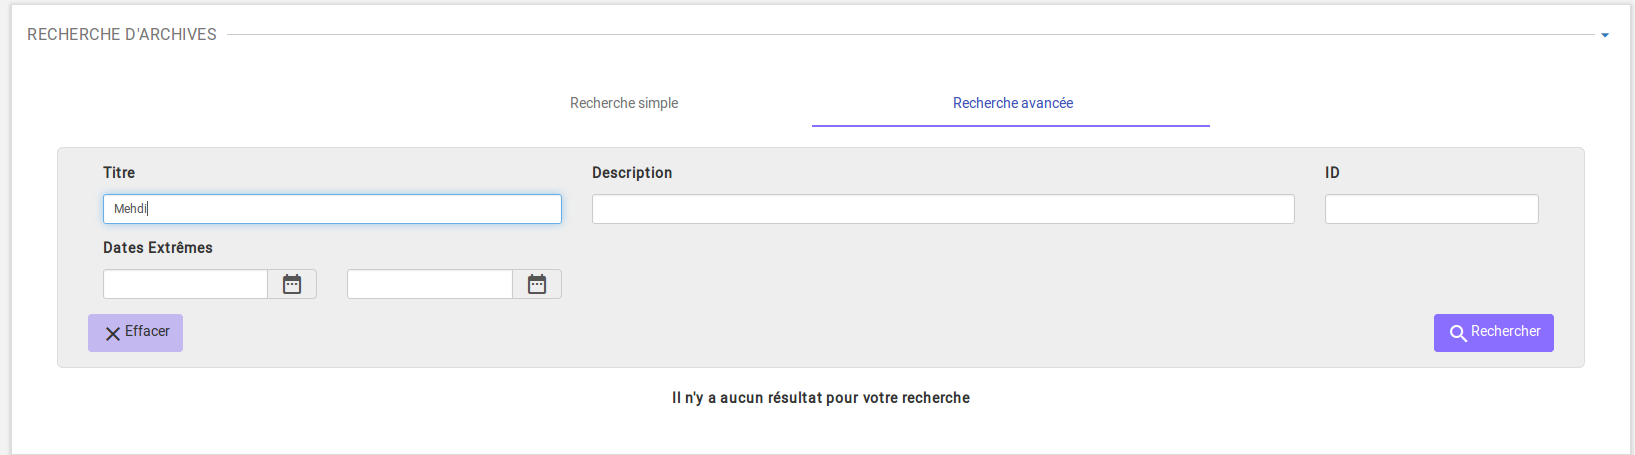 RECHERCHE D'ARCHIVES
Recherche simple Recherche avancée
Titre Description ID
Mehdi
Dates Extrêmes
Effacer Rechercher
Il n'y a aucun résultat pour votre recherche